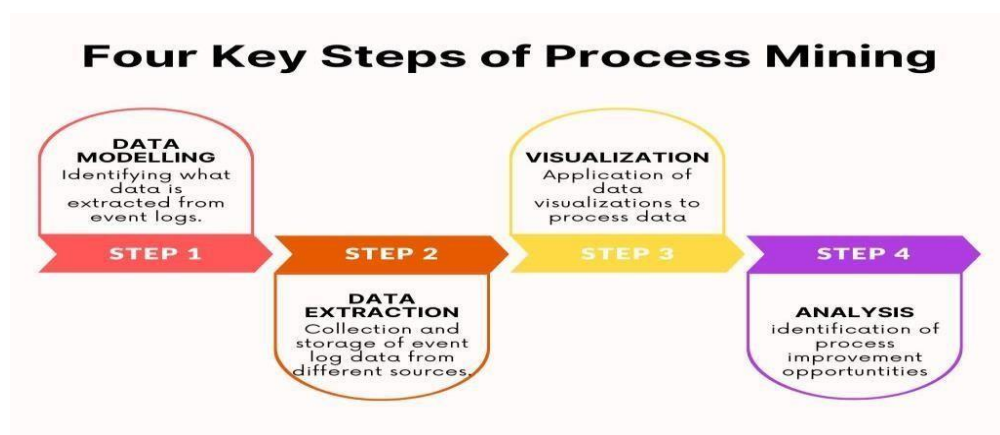 Four Key Steps of Process Mining
DATA
MODELLING
Identifying what
data is
extracted from
event logs.
STEP 1
STEP 2
DATA
EXTRACTION
Collection and
storage of event
log data from
different sources.
VISUALIZATION
Application of
data
visualizations to
process data
STEP 3
STEP 4
ANALYSIS
identification of
process
improvement
opportuntities